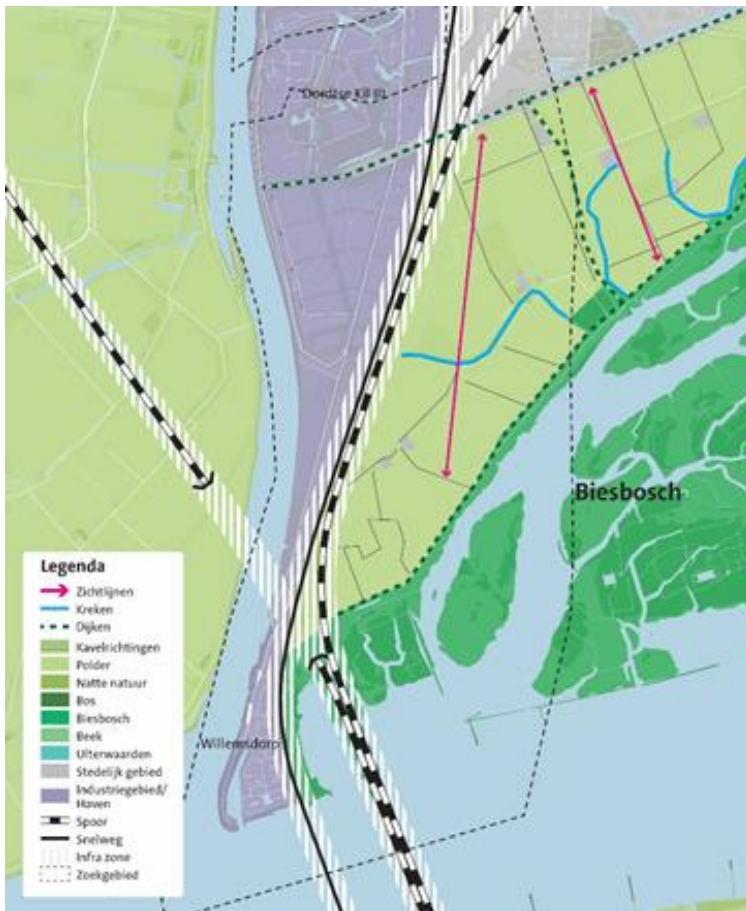 Dordtse Kil III
Biesbosch
Willemsdorp
Legenda
Zichtlijnen
Kreken
Dijken
Kavelrichtingen
Polder
Natte natuur
Bos
Biesbosch
Beek
Uiterwaarden
Stedelijk gebied
Industriegebied/
Haven
Spoor
Snelweg
Infra zone
Zoekgebied